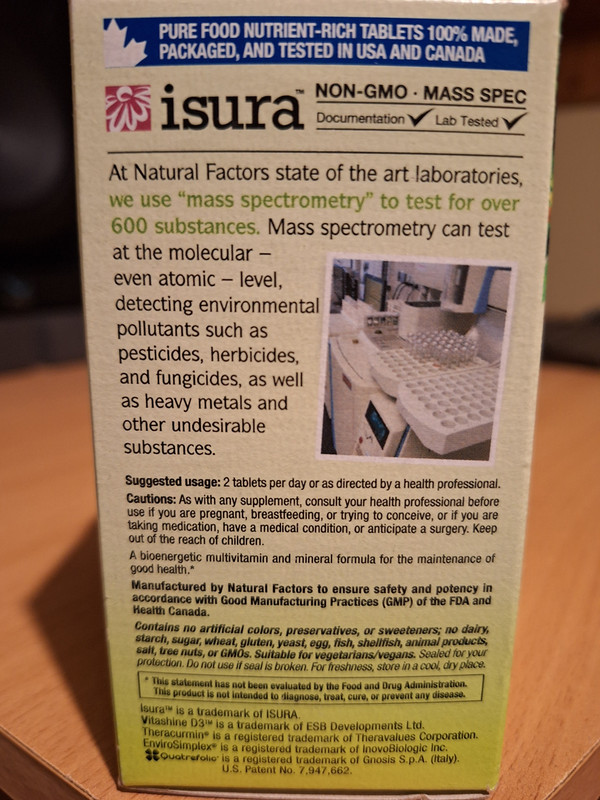 PURE FOOD NUTRIENT-RICH TABLETS 100% MADE,
PACKAGED, AND TESTED IN USA AND CANADA
isura™
NON-GMO · MASS SPEC
Documentation ✓ Lab Tested ✓
At Natural Factors state of the art laboratories,
we use “mass spectrometry” to test for over
600 substances. Mass spectrometry can test
at the molecular –
even atomic – level,
detecting environmental
pollutants such as
pesticides, herbicides,
and fungicides, as well
as heavy metals and
other undesirable
substances.
Suggested usage: 2 tablets per day or as directed by a health professional.
Cautions: As with any supplement, consult your health professional before
use if you are pregnant, breastfeeding, or trying to conceive, or if you are
taking medication, have a medical condition, or anticipate a surgery. Keep
out of the reach of children.
A bioenergetic multivitamin and mineral formula for the maintenance of
good health.*
Manufactured by Natural Factors to ensure safety and potency in
accordance with Good Manufacturing Practices (GMP) of the FDA and
Health Canada.
Contains no artificial colors, preservatives, or sweeteners; no dairy,
starch, sugar, wheat, gluten, yeast, egg, fish, shellfish, animal products,
salt, tree nuts, or GMOs. Suitable for vegetarians/vegans. Sealed for your
protection. Do not use if seal is broken. For freshness, store in a cool, dry place.
* This statement has not been evaluated by the Food and Drug Administration.
This product is not intended to diagnose, treat, cure, or prevent any disease.
Isura™ is a trademark of ISURA.
Vitashine D3™ is a trademark of ESB Developments Ltd.
Theracurmin® is a registered trademark of Theravalues Corporation.
EnviroSimplex® is a registered trademark of InovoBiologic Inc.
Quatrefolic® is a registered trademark of Gnosis S.p.A. (Italy).
U.S. Patent No. 7,947,662.